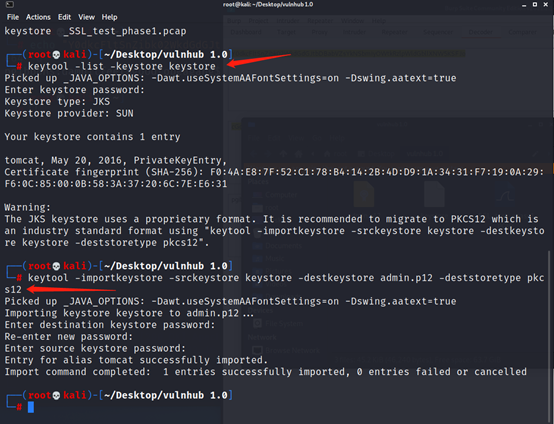 root@kali: ~/Desktop/vulnhub 1.0
File Actions Edit View Help
keystore _SSL_test_phase1.pcap
┌──(root💀kali)-[~/Desktop/vulnhub 1.0]
└─# keytool -list -keystore keystore
Picked up _JAVA_OPTIONS: -Dawt.useSystemAAFontSettings=on -Dswing.aatext=true
Enter keystore password:
Keystore type: JKS
Keystore provider: SUN
Your keystore contains 1 entry
tomcat, May 20, 2016, PrivateKeyEntry,
Certificate fingerprint (SHA-256): F0:4A:E8:7F:52:C1:78:B4:14:2B:4D:D9:1A:34:31:F7:19:0A:29:
F6:0C:85:00:0B:58:3A:37:20:6C:7E:E6:31
Warning:
The JKS keystore uses a proprietary format. It is recommended to migrate to PKCS12 which is
an industry standard format using "keytool -importkeystore -srckeystore keystore -destkeysto
re keystore -deststoretype pkcs12".
┌──(root💀kali)-[~/Desktop/vulnhub 1.0]
└─# keytool -importkeystore -srckeystore keystore -destkeystore admin.p12 -deststoretype pkc
s12
Picked up _JAVA_OPTIONS: -Dawt.useSystemAAFontSettings=on -Dswing.aatext=true
Importing keystore keystore to admin.p12...
Enter destination keystore password:
Re-enter new password:
Enter source keystore password:
Entry for alias tomcat successfully imported.
Import command completed: 1 entries successfully imported, 0 entries failed or cancelled
┌──(root💀kali)-[~/Desktop/vulnhub 1.0]
└─#